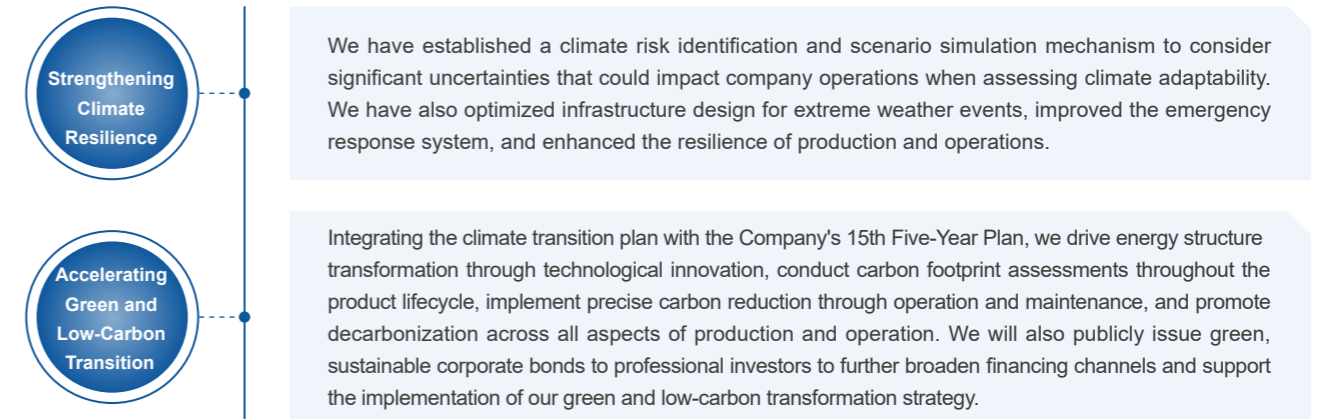 Strengthening
Climate
Resilience
We have established a climate risk identification and scenario simulation mechanism to consider
significant uncertainties that could impact company operations when assessing climate adaptability.
We have also optimized infrastructure design for extreme weather events, improved the emergency
response system, and enhanced the resilience of production and operations.
Accelerating
Green and
Low-Carbon
Transition
Integrating the climate transition plan with the Company's 15th Five-Year Plan, we drive energy structure
transformation through technological innovation, conduct carbon footprint assessments throughout the
product lifecycle, implement precise carbon reduction through operation and maintenance, and promote
decarbonization across all aspects of production and operation. We will also publicly issue green,
sustainable corporate bonds to professional investors to further broaden financing channels and support
the implementation of our green and low-carbon transformation strategy.